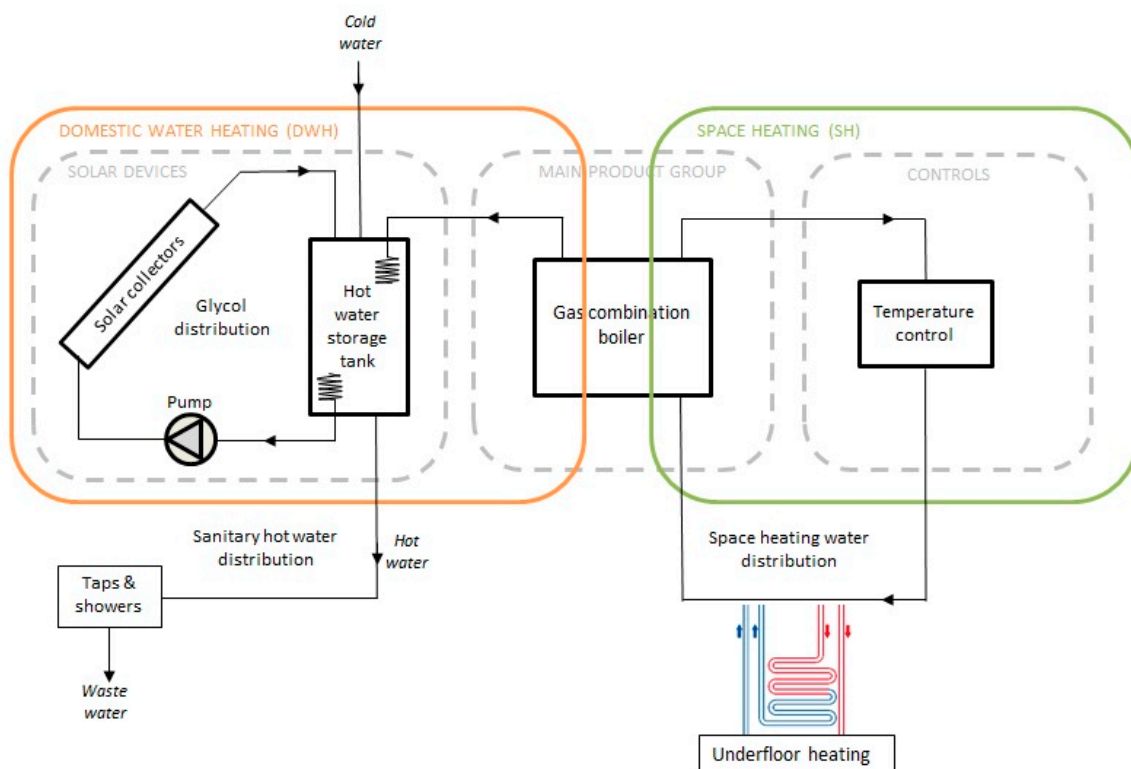 Cold
water
DOMESTIC WATER HEATING (DWH)
SPACE HEATING (SH)
SOLAR DEVICES
MAIN PRODUCT GROUP
CONTROLS
Solar collectors
Glycol
distribution
Hot
water
storage
tank
Gas combination
boiler
Temperature
control
Pump
Sanitary hot water
distribution
Hot
water
Space heating water
distribution
Taps &
showers
Waste
water
Underfloor heating